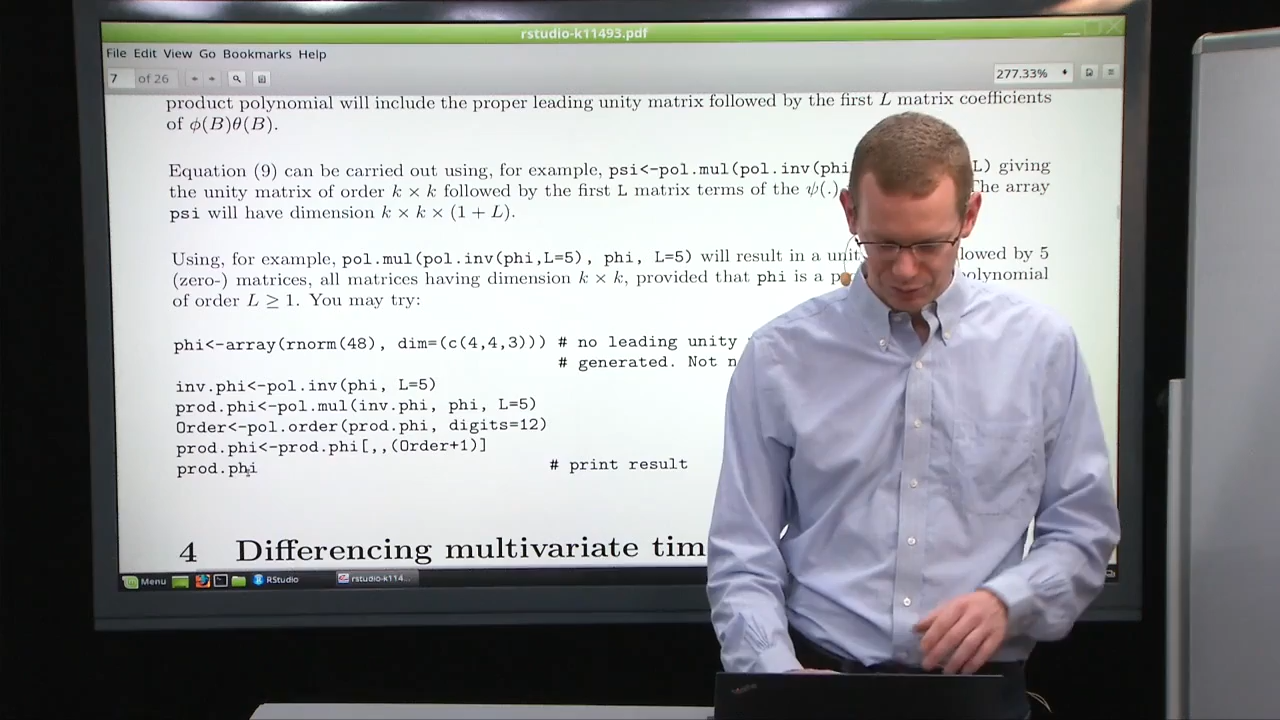 rstudio-k11493.pdf
File Edit View Go Bookmarks Help
7 of 26
277.33%
product polynomial will include the proper leading unity matrix followed by the first L matrix coefficients
of ϕ(B)θ(B).
Equation (9) can be carried out using, for example, psi<-pol.mul(pol.inv(phi L) giving
the unity matrix of order k × k followed by the first L matrix terms of the ψ(.) The array
psi will have dimension k × k × (1 + L).
Using, for example, pol.mul(pol.inv(phi,L=5), phi, L=5) will result in a unit lowed by 5
(zero-) matrices, all matrices having dimension k × k, provided that phi is a p olynomial
of order L ≥ 1. You may try:
phi<-array(rnorm(48), dim=(c(4,4,3))) # no leading unity
# generated. Not n
inv.phi<-pol.inv(phi, L=5)
prod.phi<-pol.mul(inv.phi, phi, L=5)
Order<-pol.order(prod.phi, digits=12)
prod.phi<-prod.phi[,,(Order+1)]
prod.phi # print result
4 Differencing multivariate tim
Menu RStudio rstudio-k114...